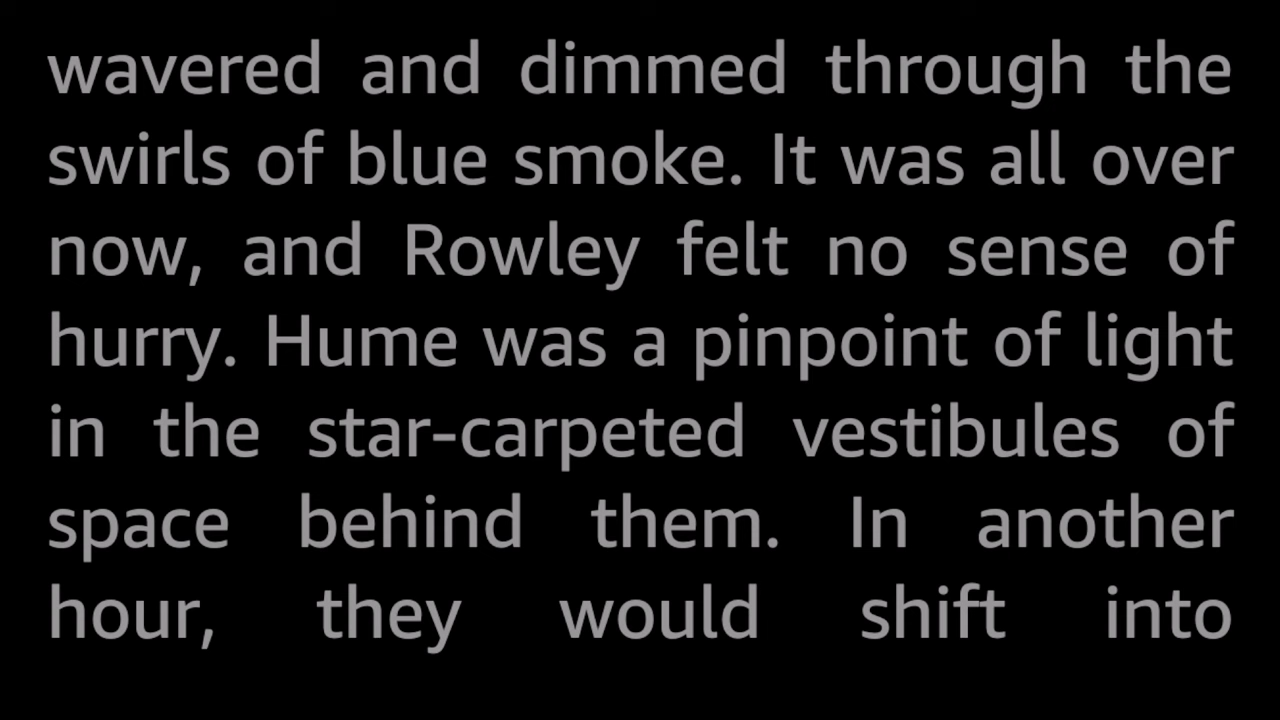 wavered and dimmed through the
swirls of blue smoke. It was all over
now, and Rowley felt no sense of
hurry. Hume was a pinpoint of light
in the star-carpeted vestibules of
space behind them. In another
hour, they would shift into